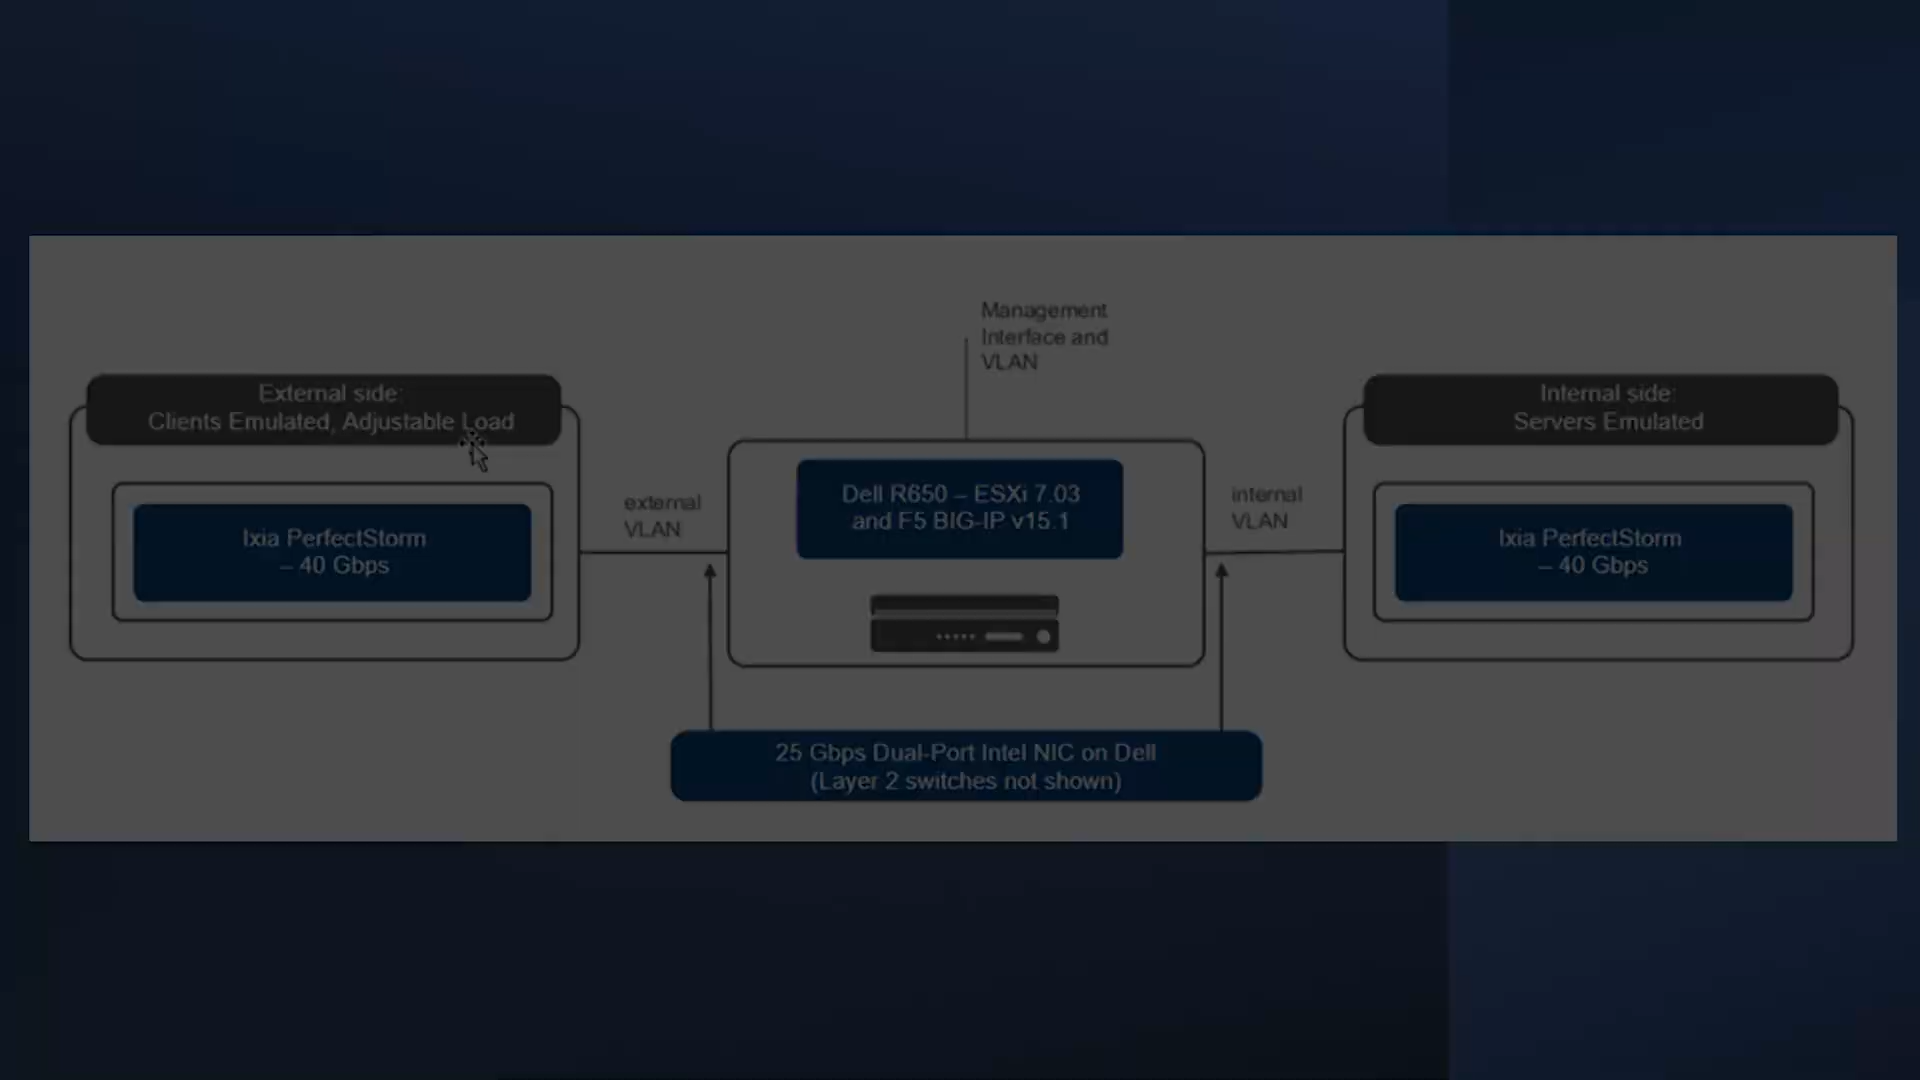 Management
Interface and
VLAN
External side:
Clients Emulated, Adjustable Load
Internal side:
Servers Emulated
Dell R650 – ESXi 7.03
and F5 BIG-IP v15.1
external
VLAN
internal
VLAN
Ixia PerfectStorm
– 40 Gbps
Ixia PerfectStorm
– 40 Gbps
25 Gbps Dual-Port Intel NIC on Dell
(Layer 2 switches not shown)